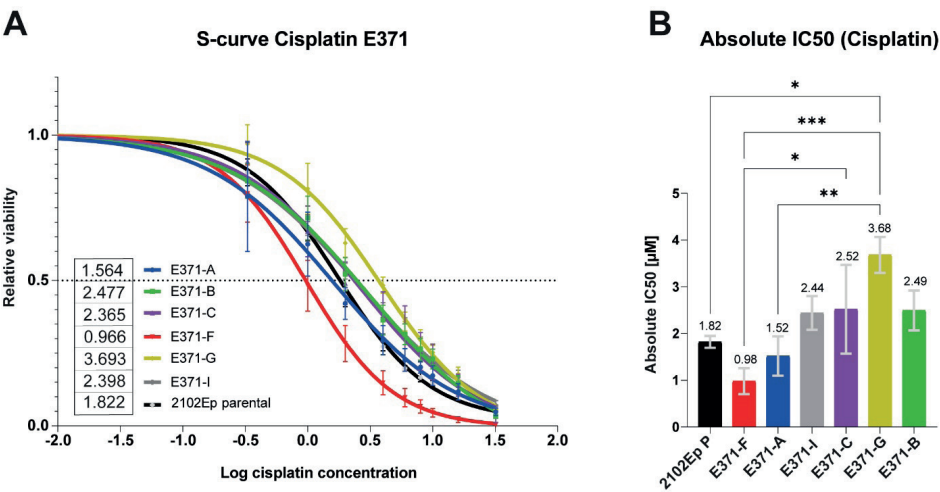 A
S-curve Cisplatin E371
Relative viability
1.0
0.5
0.0
1.564 E371-A
2.477 E371-B
2.365 E371-C
0.966 E371-F
3.693 E371-G
2.398 E371-I
1.822 2102Ep parental
-2.0 -1.5 -1.0 -0.5 0.0 0.5 1.0 1.5 2.0
Log cisplatin concentration
B
Absolute IC50 (Cisplatin)
*
***
*
**
Absolute IC50 [µM]
5
4
3
2
1
0
1.82 0.98 1.52 2.44 2.52 3.68 2.49
2102Ep P E371-F E371-A E371-I E371-C E371-G E371-B